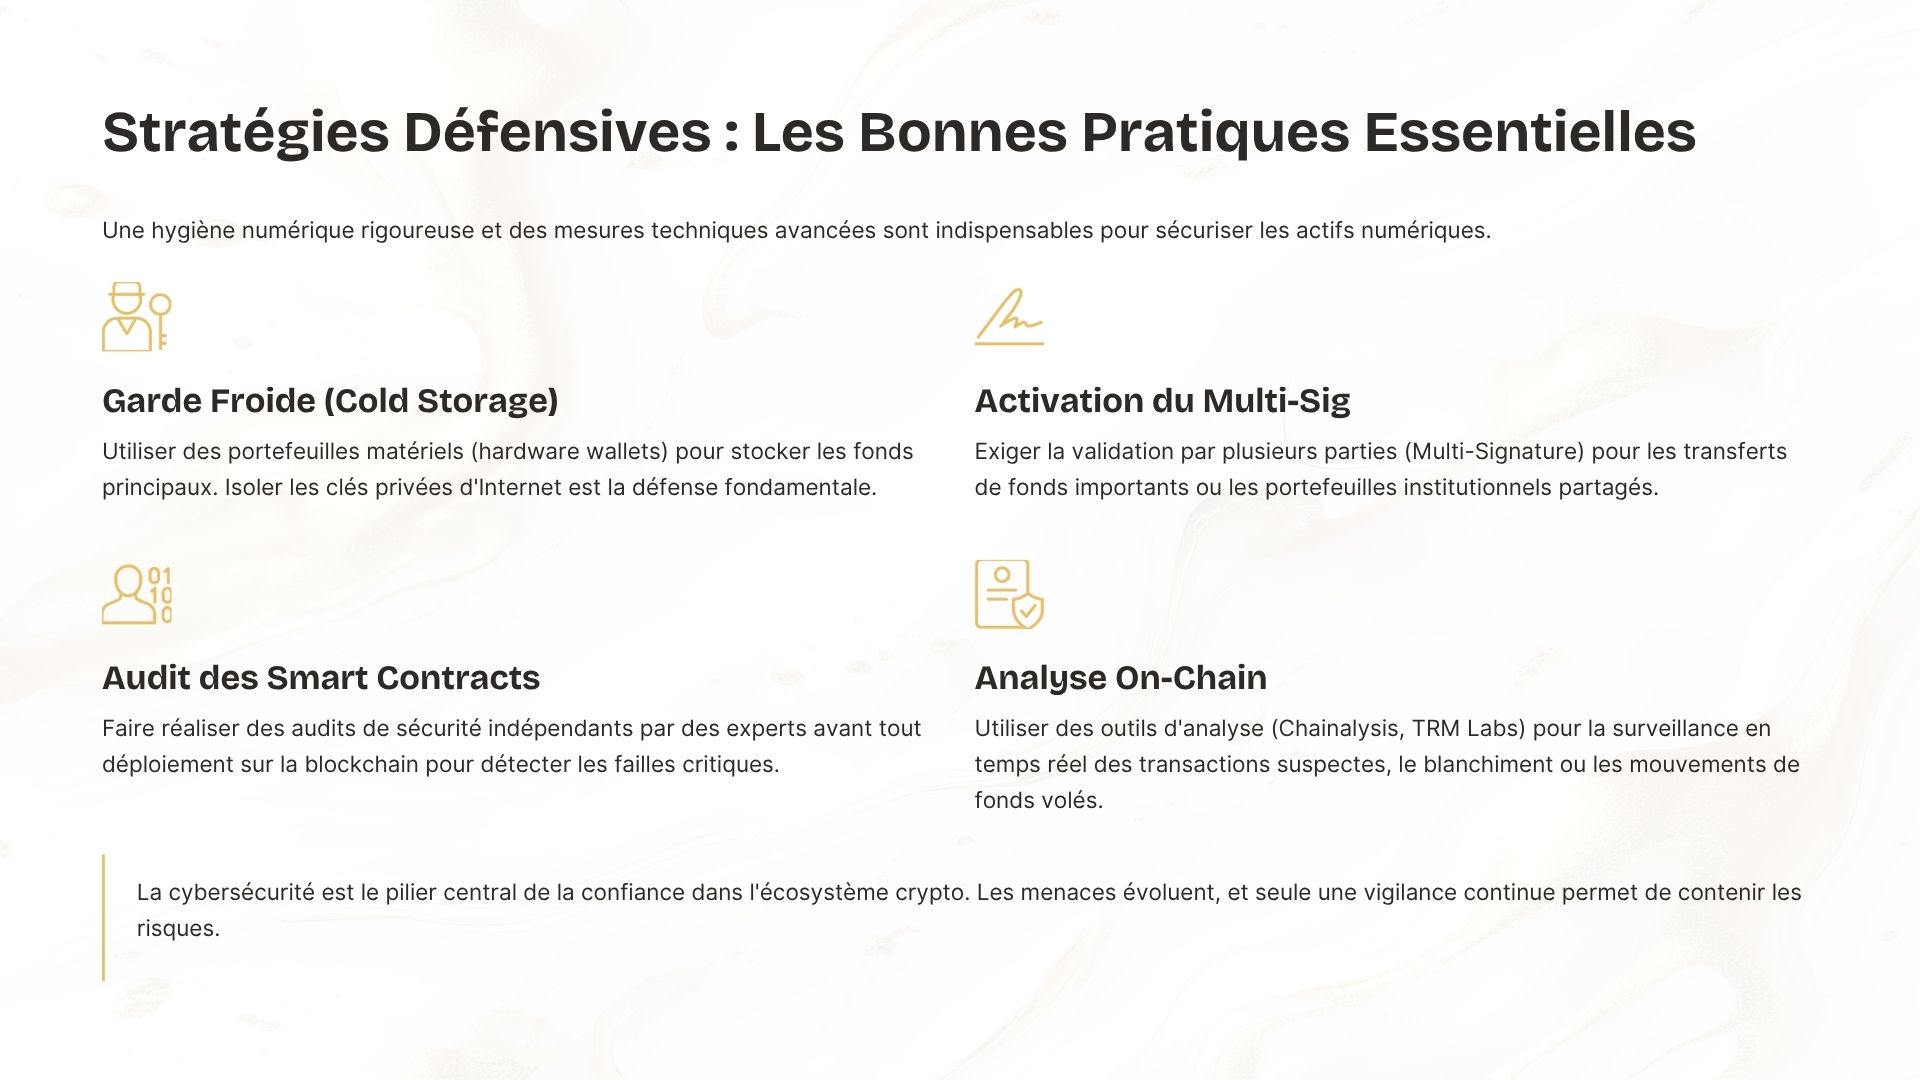 Stratégies Défensives : Les Bonnes Pratiques Essentielles
Une hygiène numérique rigoureuse et des mesures techniques avancées sont indispensables pour sécuriser les actifs numériques.
Garde Froide (Cold Storage)
Utiliser des portefeuilles matériels (hardware wallets) pour stocker les fonds
principaux. Isoler les clés privées d'Internet est la défense fondamentale.
Activation du Multi-Sig
Exiger la validation par plusieurs parties (Multi-Signature) pour les transferts
de fonds importants ou les portefeuilles institutionnels partagés.
01
10
0
Audit des Smart Contracts
Faire réaliser des audits de sécurité indépendants par des experts avant tout
déploiement sur la blockchain pour détecter les failles critiques.
Analyse On-Chain
Utiliser des outils d'analyse (Chainalysis, TRM Labs) pour la surveillance en
temps réel des transactions suspectes, le blanchiment ou les mouvements de
fonds volés.
La cybersécurité est le pilier central de la confiance dans l'écosystème crypto. Les menaces évoluent, et seule une vigilance continue permet de contenir les
risques.